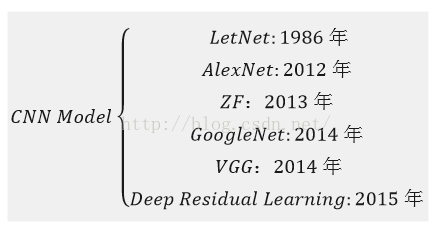 LetNet: 1986 年
AlexNet: 2012 年
ZF：2013 年
CNN Model
http://blog.csdn.net/
GoogleNet: 2014 年
VGG：2014 年
Deep Residual Learning: 2015 年